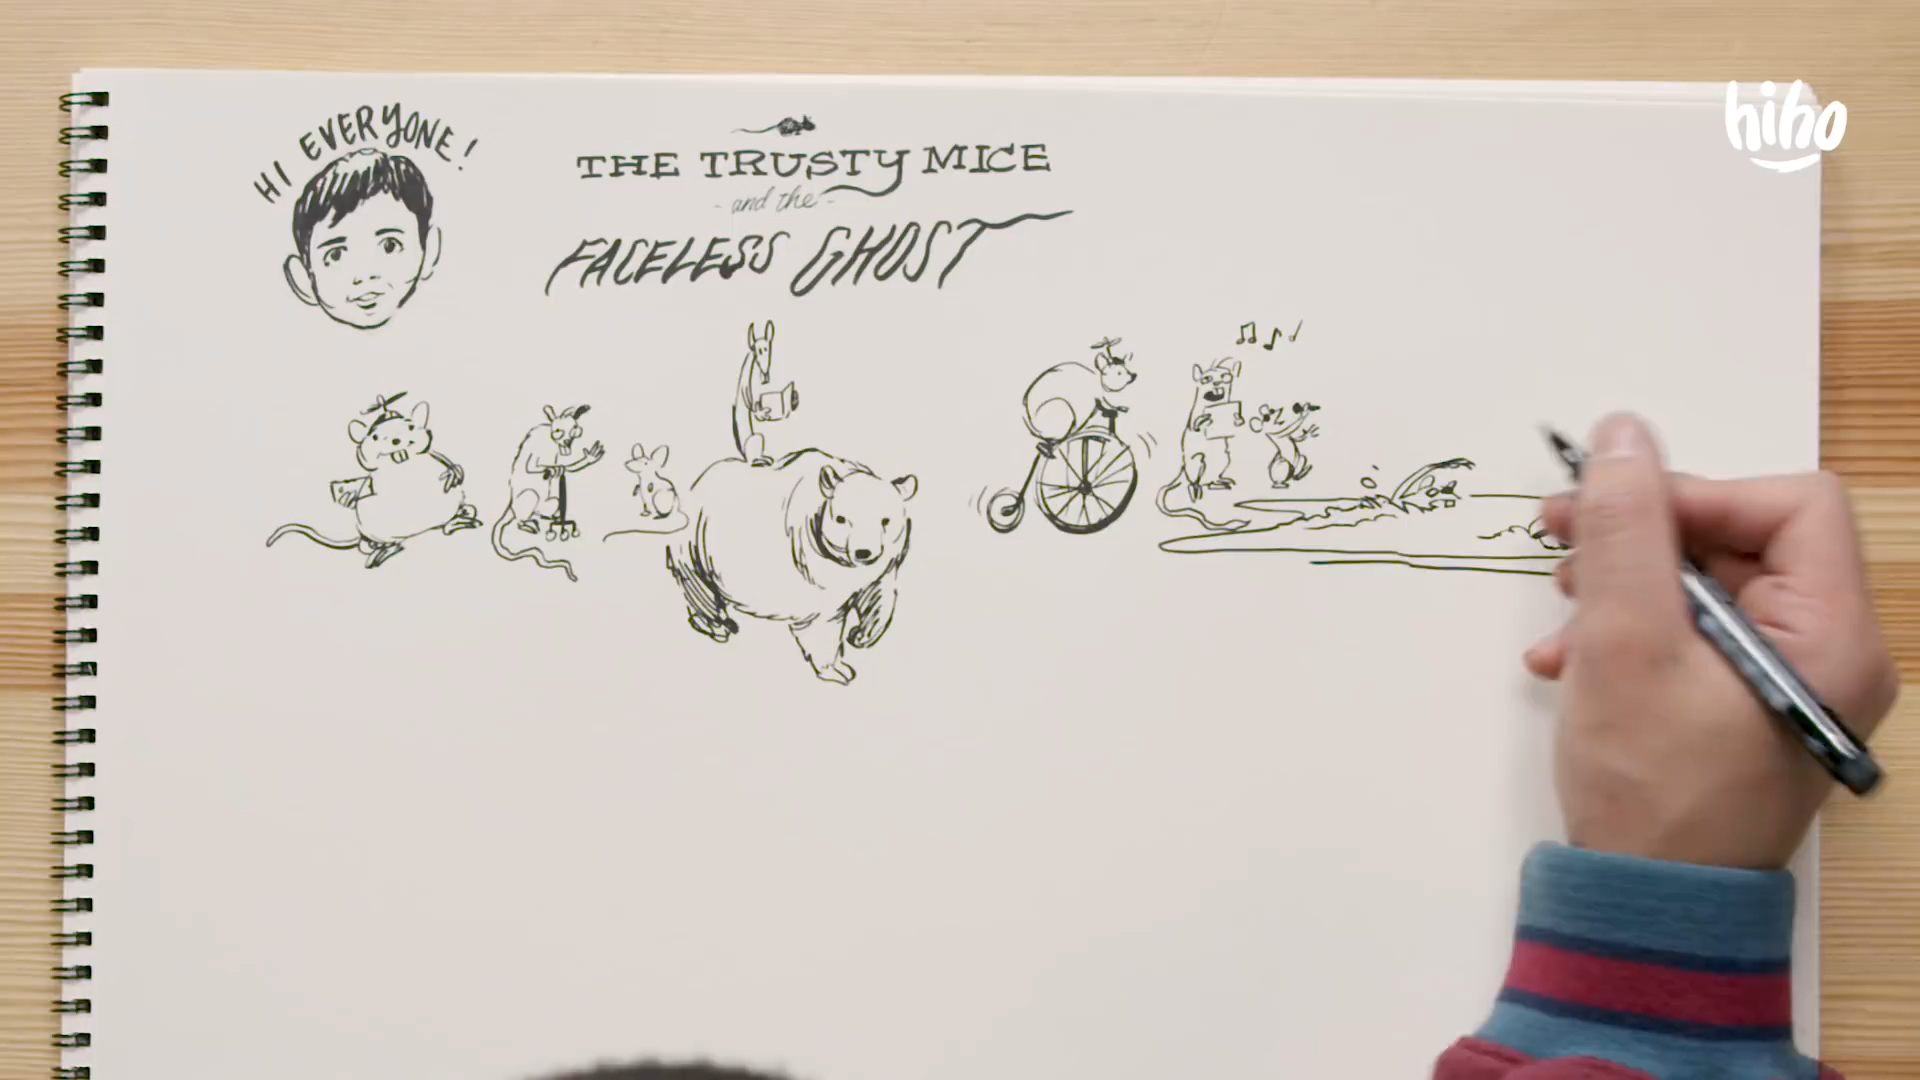 HI EVERYONE!
THE TRUSTY MICE
- and the -
FACELESS GHOST
hiho